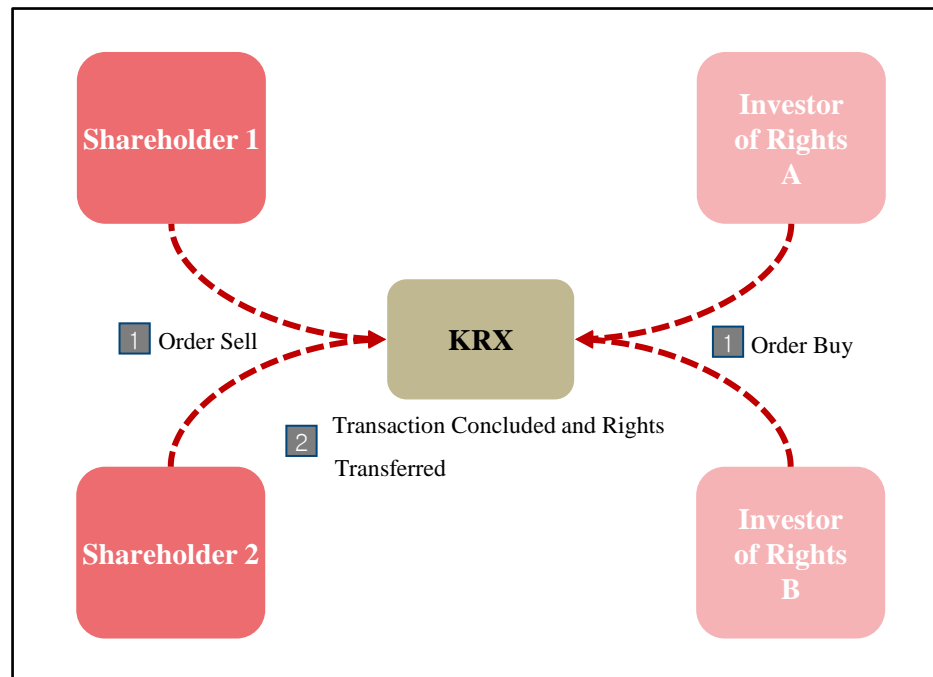 Shareholder 1
Investor
of Rights
A
KRX
1 Order Sell
1 Order Buy
2 Transaction Concluded and Rights
Transferred
Shareholder 2
Investor
of Rights
B